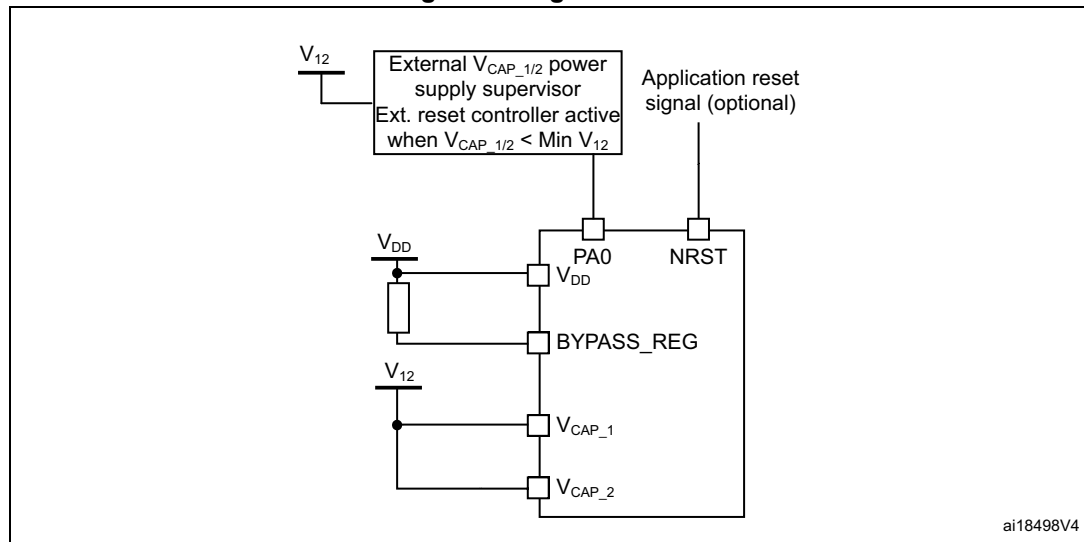 V12
External VCAP_1/2 power
supply supervisor
Ext. reset controller active
when VCAP_1/2 < Min V12
Application reset
signal (optional)
PA0
NRST
VDD
VDD
BYPASS_REG
V12
VCAP_1
VCAP_2
ai18498V4